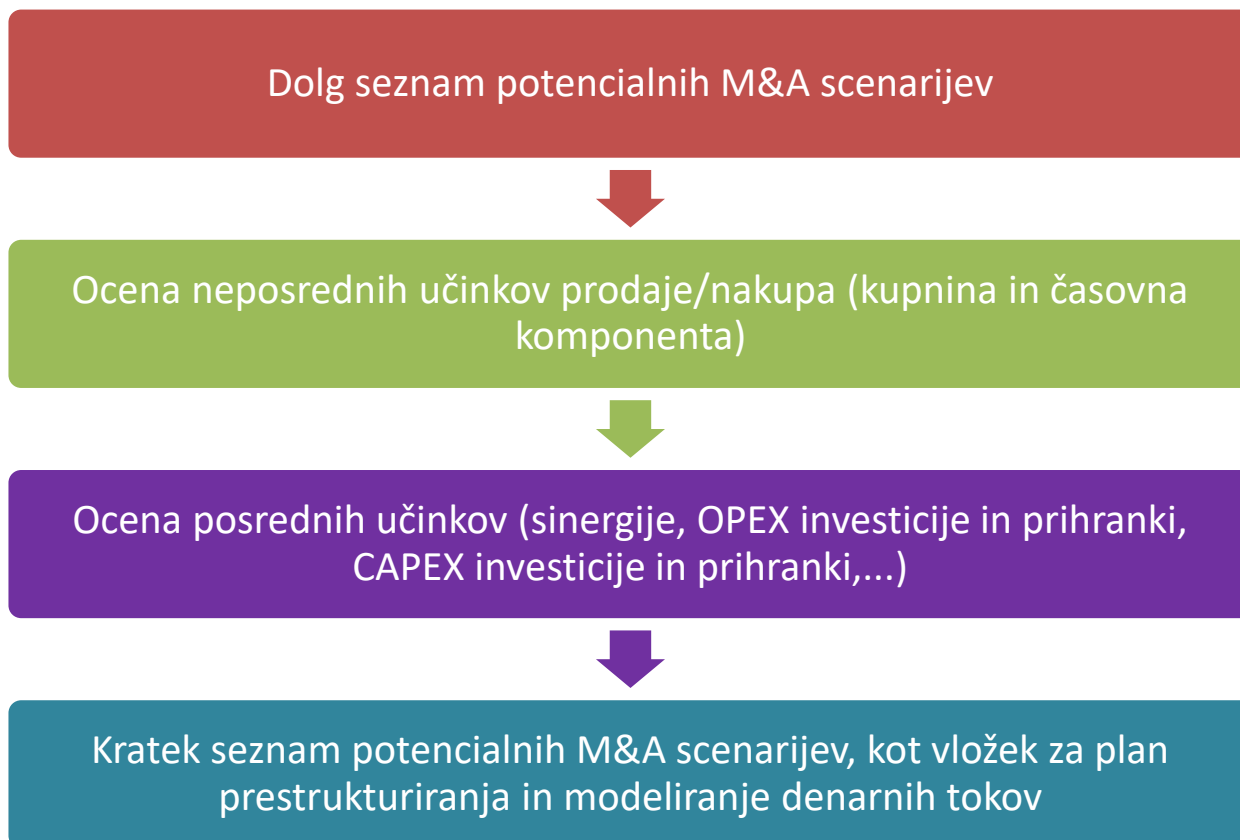 Dolg seznam potencialnih M&A scenarijev
Ocena neposrednih učinkov prodaje/nakupa (kupnina in časovna
komponenta)
Ocena posrednih učinkov (sinergije, OPEX investicije in prihranki,
CAPEX investicije in prihranki,...)
Kratek seznam potencialnih M&A scenarijev, kot vložek za plan
prestrukturiranja in modeliranje denarnih tokov